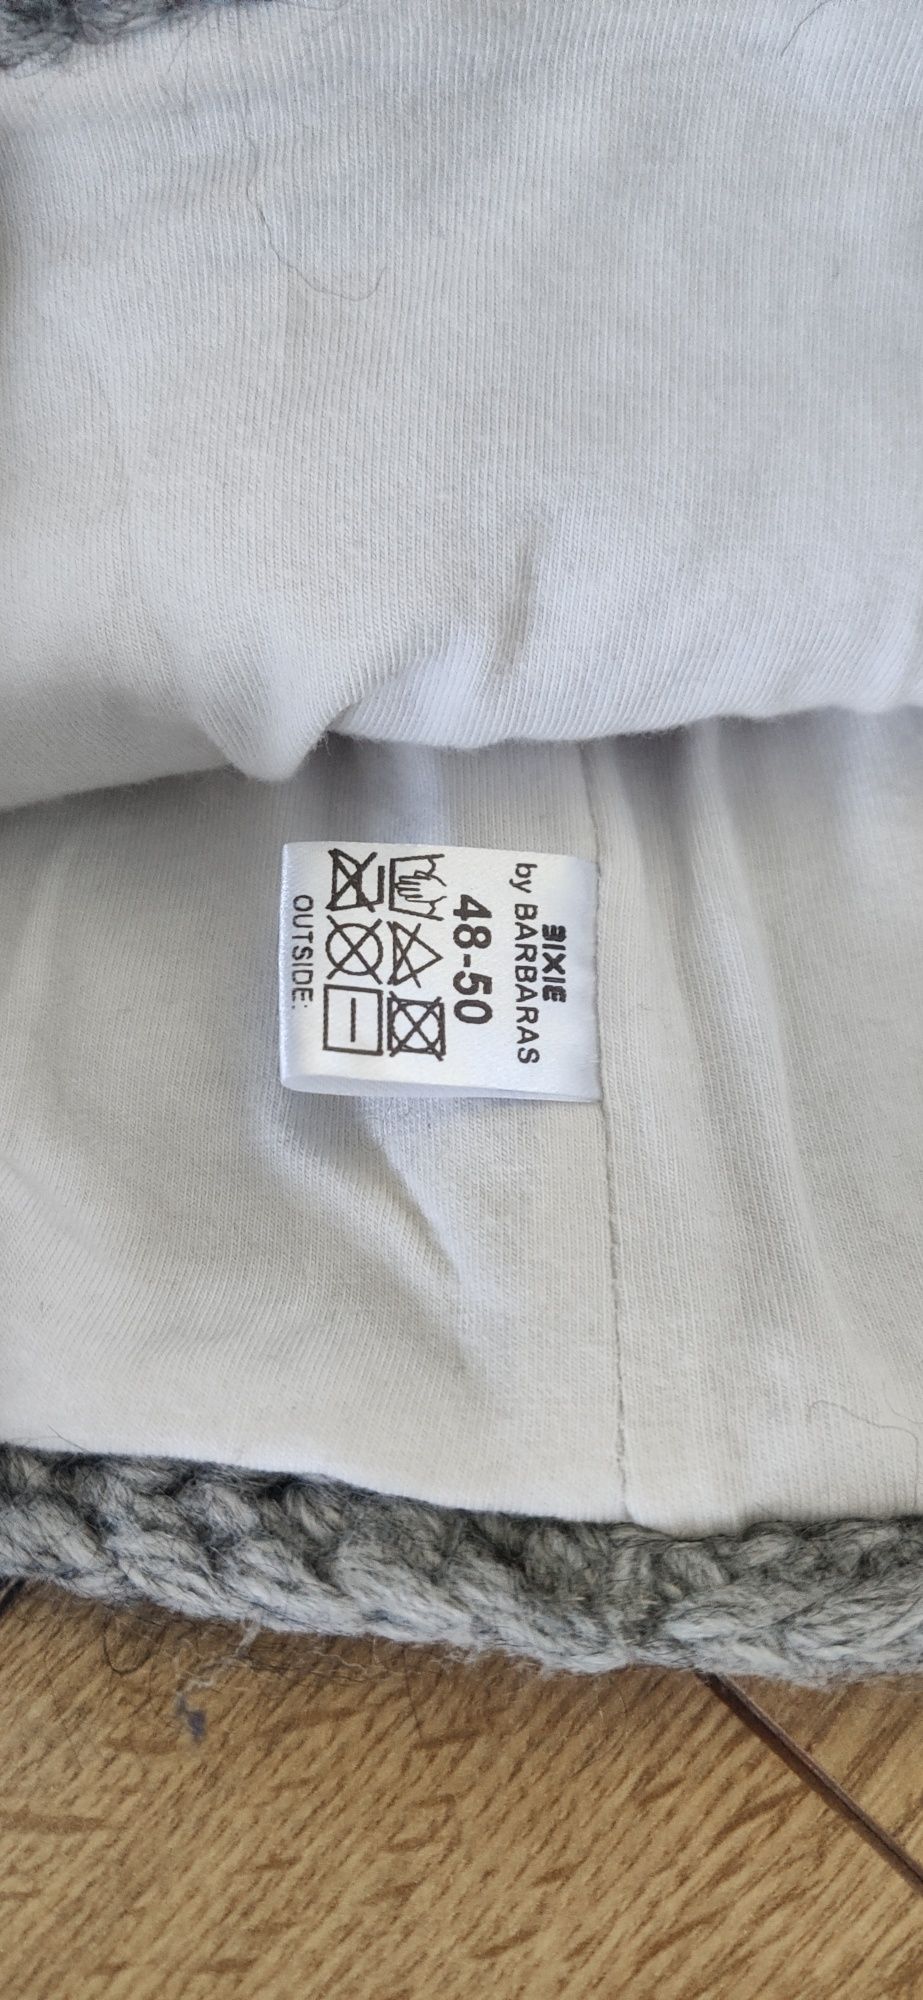 BIXIE
by BARBARAS
48-50
OUTSIDE: